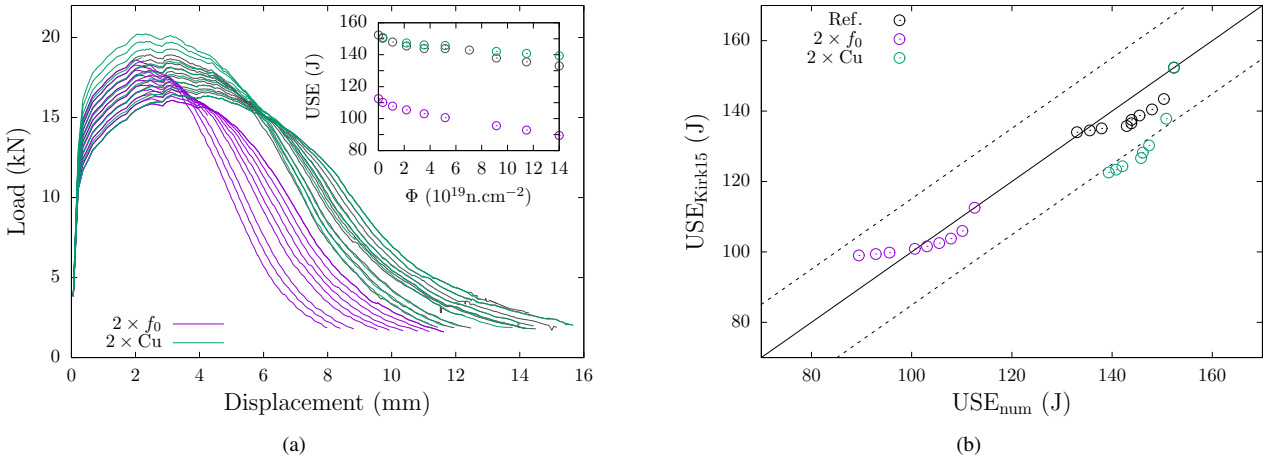 20
15
10
5
0
Load (kN)
0 2 4 6 8 10 12 14 16
Displacement (mm)
2 × f₀
2 × Cu
160
150
140
130
120
110
100
90
80
USE (J)
0 2 4 6 8 10 12 14
Φ (10¹⁹n.cm⁻²)
(a)
Ref.
2 × f₀
2 × Cu
160
140
120
100
80
USE_Kirk15 (J)
80 100 120 140 160
USE_num (J)
(b)